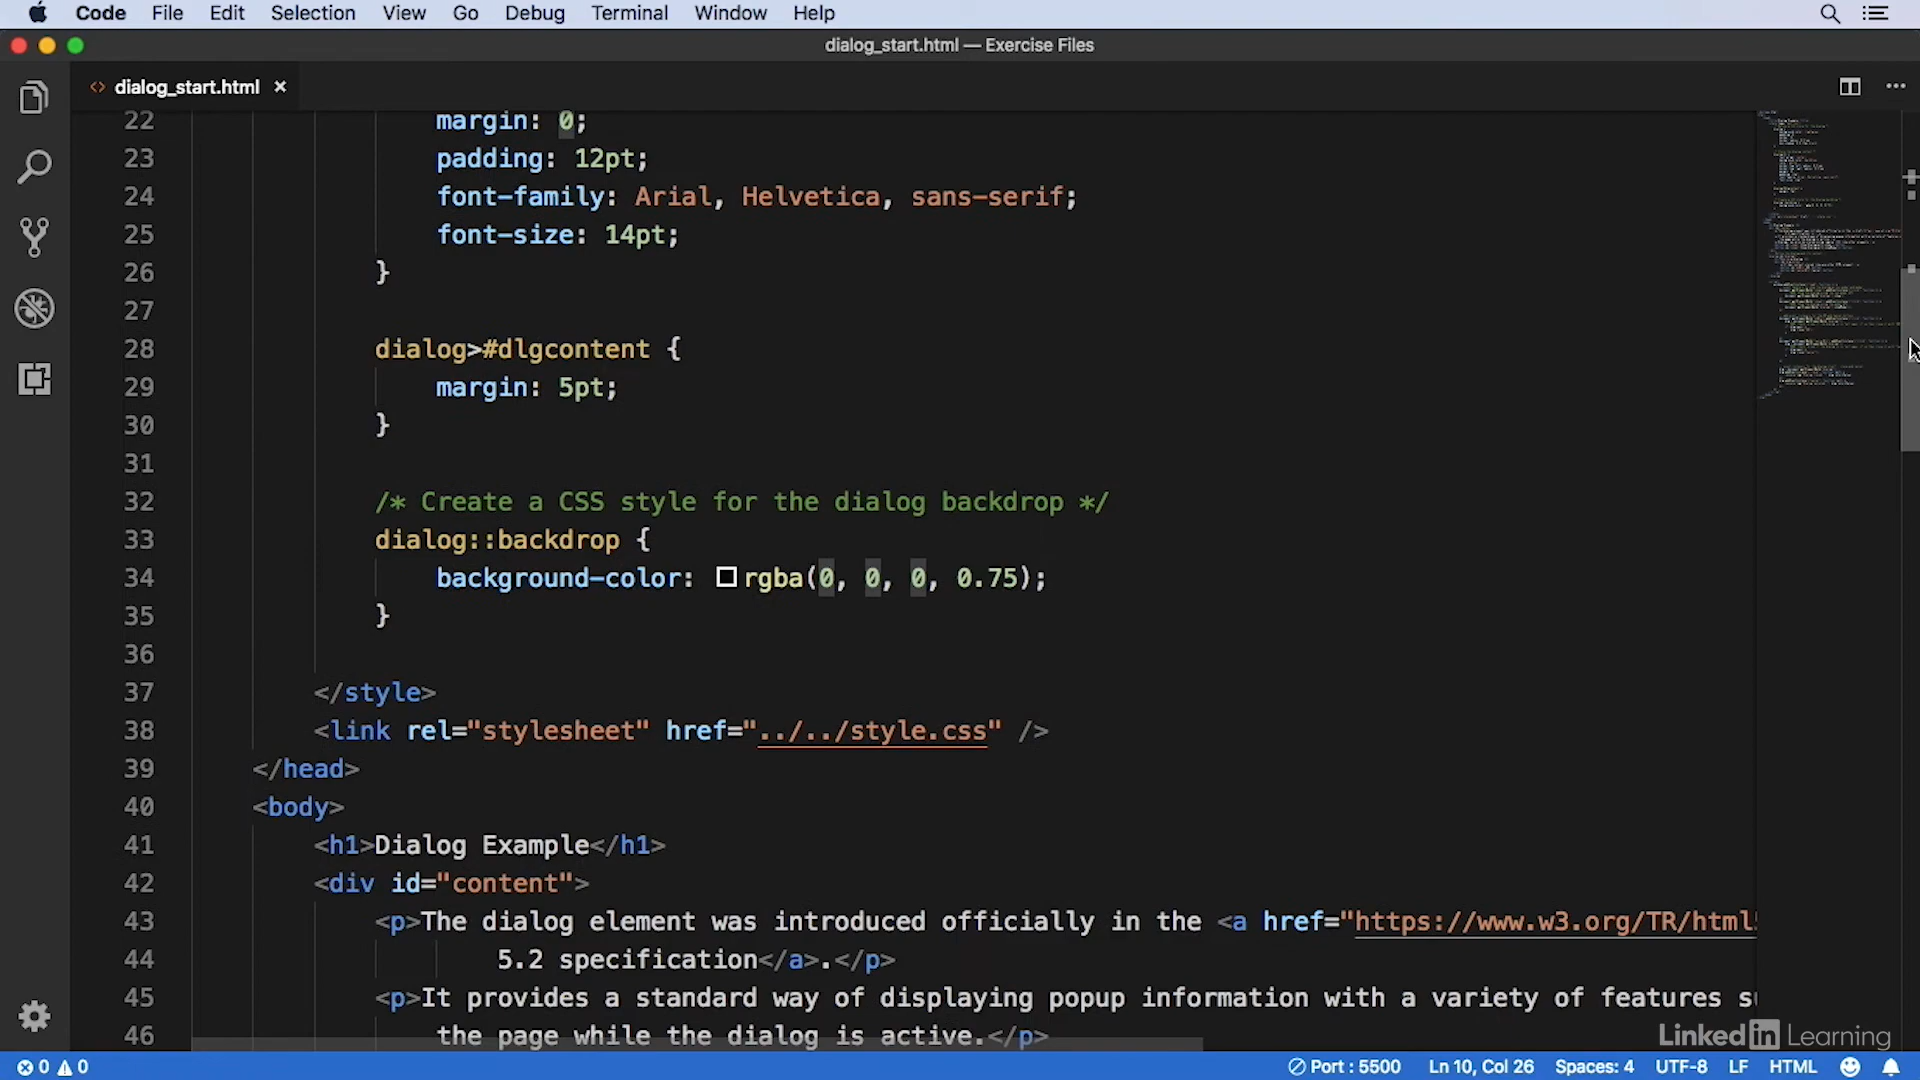 Code File Edit Selection View Go Debug Terminal Window Help
dialog_start.html — Exercise Files
<> dialog_start.html ×
22 margin: 0;
23 padding: 12pt;
24 font-family: Arial, Helvetica, sans-serif;
25 font-size: 14pt;
26 }
27
28 dialog>#dlgcontent {
29 margin: 5pt;
30 }
31
32 /* Create a CSS style for the dialog backdrop */
33 dialog::backdrop {
34 background-color: rgba(0, 0, 0, 0.75);
35 }
36
37 </style>
38 <link rel="stylesheet" href="../../style.css" />
39 </head>
40 <body>
41 <h1>Dialog Example</h1>
42 <div id="content">
43 <p>The dialog element was introduced officially in the <a href="https://www.w3.org/TR/html
44 5.2 specification</a>.</p>
45 <p>It provides a standard way of displaying popup information with a variety of features s
46 the page while the dialog is active.</p>
LinkedIn Learning
0 0 Port : 5500 Ln 10, Col 26 Spaces: 4 UTF-8 LF HTML